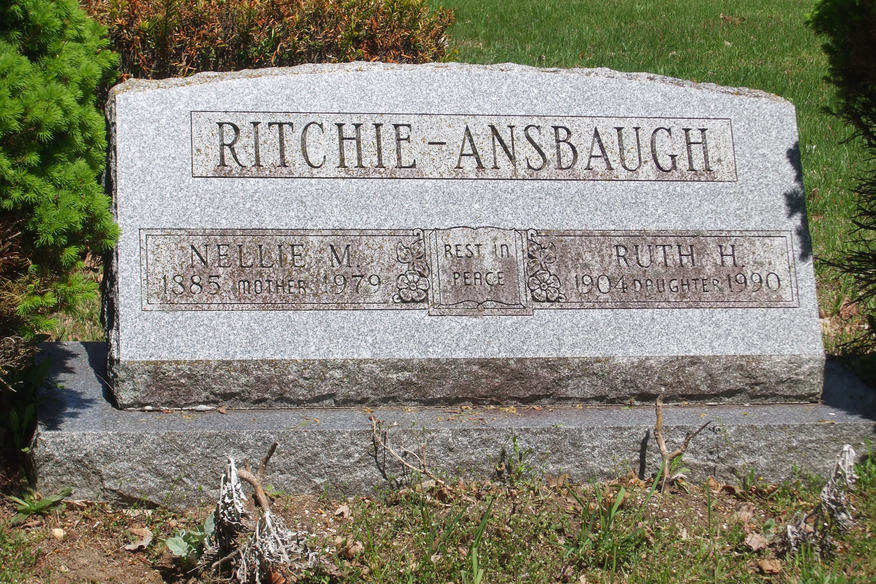 RITCHIE-ANSBAUGH
NELLIE M.
1885 MOTHER 1979
REST IN
PEACE
RUTH H.
1904 DAUGHTER 1990